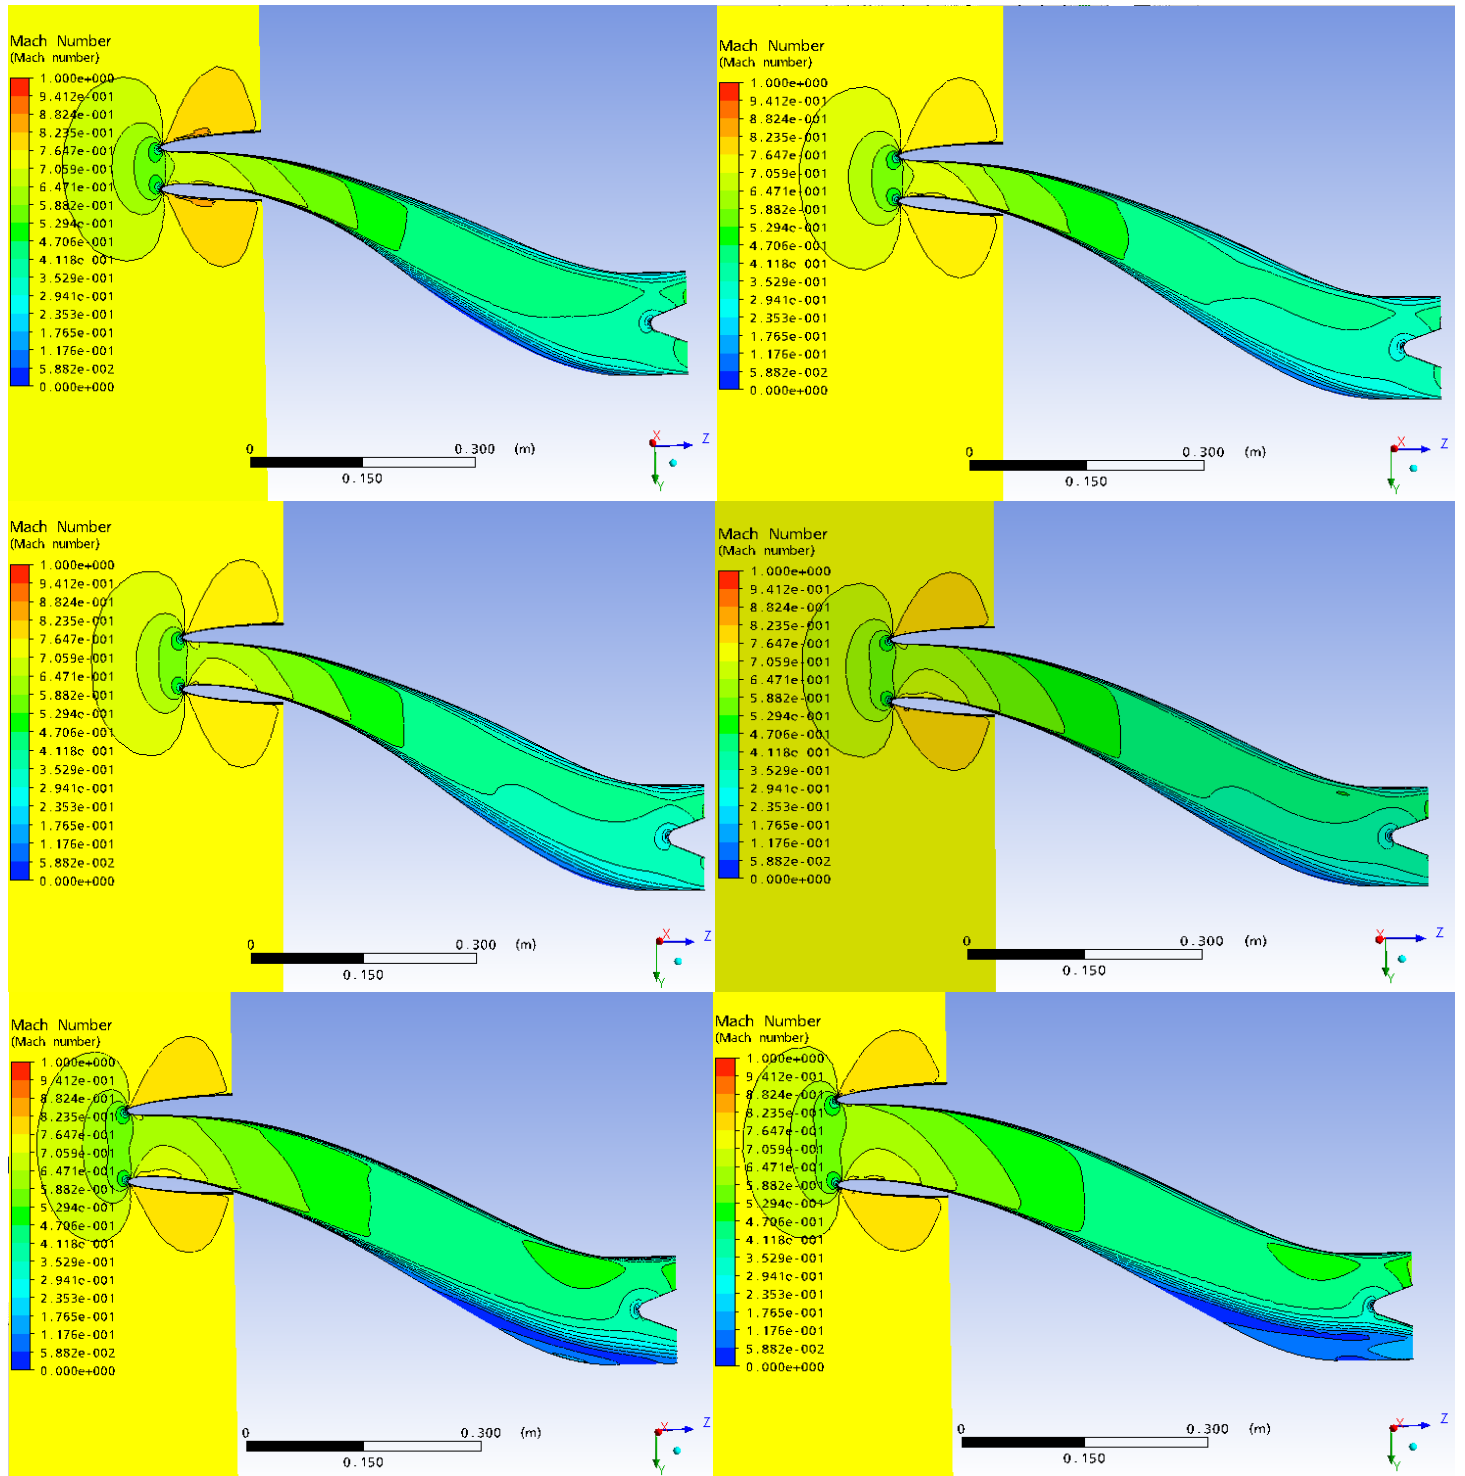 Mach Number
(Mach number)
1.000e+000
9.412e-001
8.824e-001
8.235e-001
7.647e-001
7.059e-001
6.471e-001
5.882e-001
5.294e-001
4.706e-001
4.118e-001
3.529e-001
2.941e-001
2.353e-001
1.765e-001
1.176e-001
5.882e-002
0.000e+000
0 0.300 (m)
0.150
X Z
Y
Mach Number
(Mach number)
1.000e+000
9.412e-001
8.824e-001
8.235e-001
7.647e-001
7.059e-001
6.471e-001
5.882e-001
5.294e-001
4.706e-001
4.118e-001
3.529e-001
2.941e-001
2.353e-001
1.765e-001
1.176e-001
5.882e-002
0.000e+000
0 0.300 (m)
0.150
X Z
Y
Mach Number
(Mach number)
1.000e+000
9.412e-001
8.824e-001
8.235e-001
7.647e-001
7.059e-001
6.471e-001
5.882e-001
5.294e-001
4.706e-001
4.118e-001
3.529e-001
2.941e-001
2.353e-001
1.765e-001
1.176e-001
5.882e-002
0.000e+000
0 0.300 (m)
0.150
X Z
Y
Mach Number
(Mach number)
1.000e+000
9.412e-001
8.824e-001
8.235e-001
7.647e-001
7.059e-001
6.471e-001
5.882e-001
5.294e-001
4.706e-001
4.118e-001
3.529e-001
2.941e-001
2.353e-001
1.765e-001
1.176e-001
5.882e-002
0.000e+000
0 0.300 (m)
0.150
X Z
Y
Mach Number
(Mach number)
1.000e+000
9.412e-001
8.824e-001
8.235e-001
7.647e-001
7.059e-001
6.471e-001
5.882e-001
5.294e-001
4.706e-001
4.118e-001
3.529e-001
2.941e-001
2.353e-001
1.765e-001
1.176e-001
5.882e-002
0.000e+000
0 0.300 (m)
0.150
X Z
Y
Mach Number
(Mach number)
1.000e+000
9.412e-001
8.824e-001
8.235e-001
7.647e-001
7.059e-001
6.471e-001
5.882e-001
5.294e-001
4.706e-001
4.118e-001
3.529e-001
2.941e-001
2.353e-001
1.765e-001
1.176e-001
5.882e-002
0.000e+000
0 0.300 (m)
0.150
X Z
Y